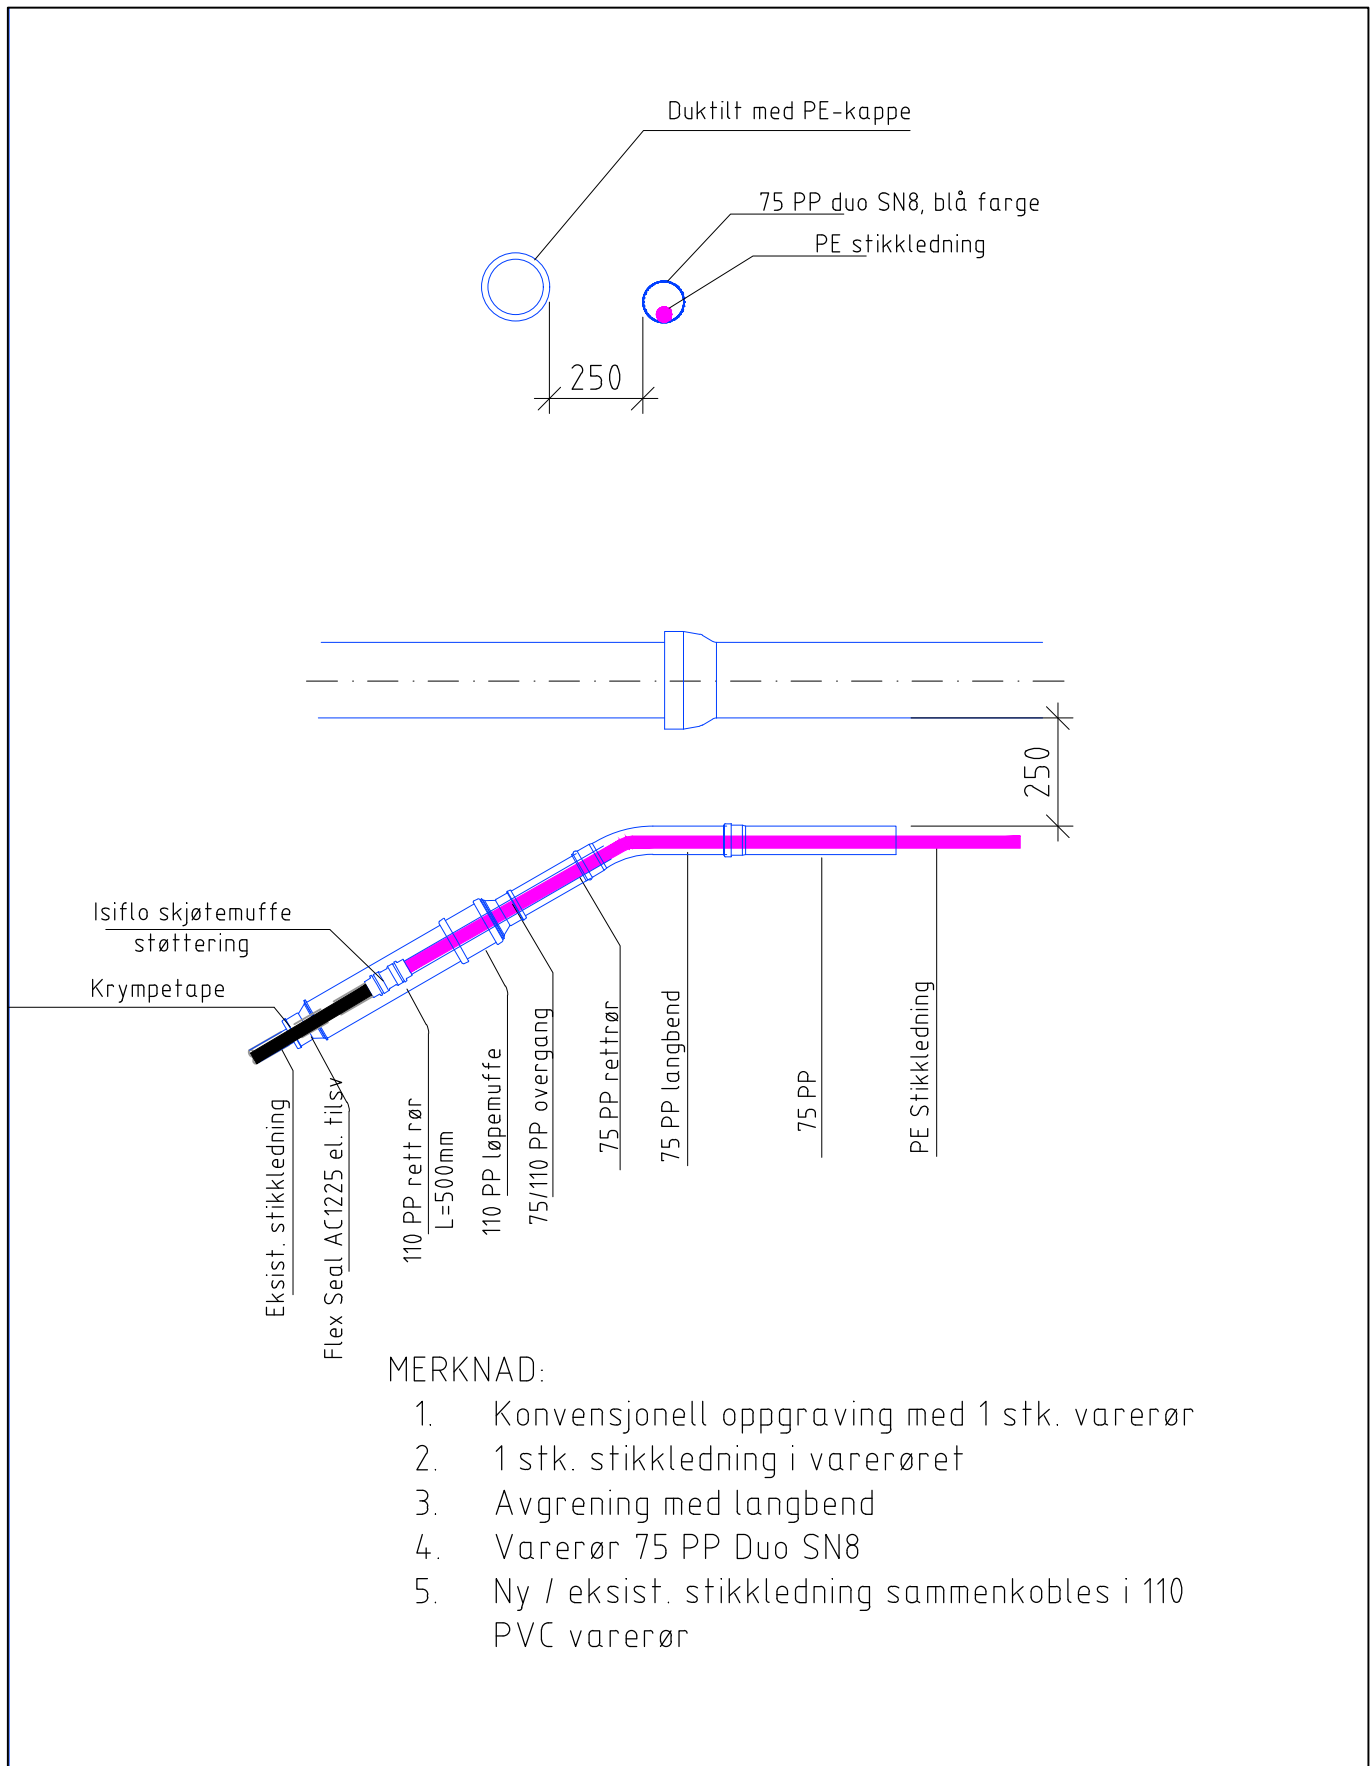 Duktilt med PE-kappe
75 PP duo SN8, blå farge
PE stikkledning
250
250
Isiflo skjøtemuffe
støttering
Krympetape
Eksist. stikkledning
Flex Seal AC1225 el. tilsv
110 PP rett rør
L=500mm
110 PP løpemuffe
75/110 PP overgang
75 PP rettrør
75 PP langbend
75 PP
PE Stikkledning
MERKNAD:
1. Konvensjonell oppgraving med 1 stk. varerør
2. 1 stk. stikkledning i varerøret
3. Avgrening med langbend
4. Varerør 75 PP Duo SN8
5. Ny / eksist. stikkledning sammenkobles i 110
PVC varerør